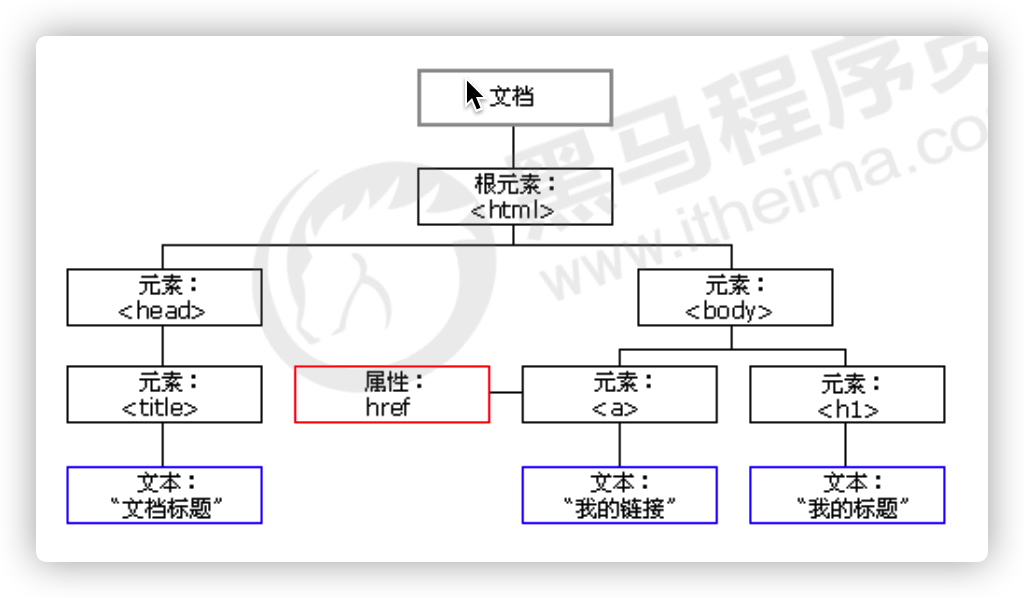 文档
根元素：
<html>
元素：
<head>
元素：
<body>
元素：
<title>
属性：
href
元素：
<a>
元素：
<h1>
文本：
“文档标题”
文本：
“我的链接”
文本：
“我的标题”
黑马程序员
www.itheima.co